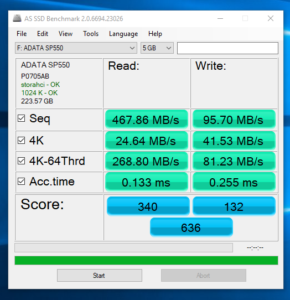 AS SSD Benchmark 2.0.6694.23026
File Edit View Tools Language Help
F: ADATA SP550 5 GB
ADATA SP550
P0705AB
storahci - OK
1024 K - OK
223.57 GB
Read: Write:
Seq 467.86 MB/s 95.70 MB/s
4K 24.64 MB/s 41.53 MB/s
4K-64Thrd 268.80 MB/s 81.23 MB/s
Acc.time 0.133 ms 0.255 ms
Score: 340 132
636
--:--:--
Start Abort